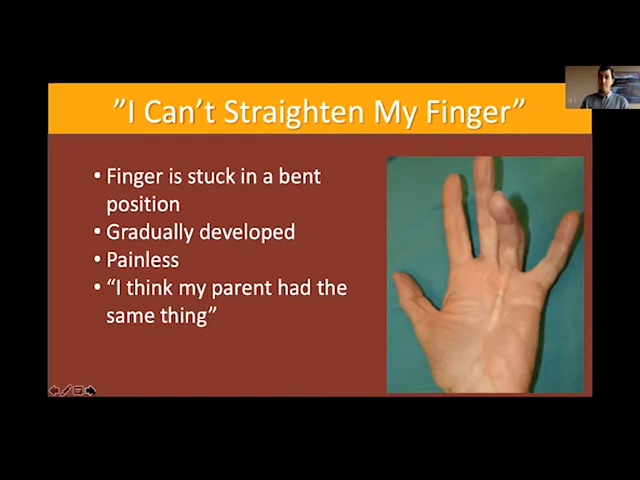 ”I Can’t Straighten My Finger”
• Finger is stuck in a bent
position
• Gradually developed
• Painless
• “I think my parent had the
same thing”